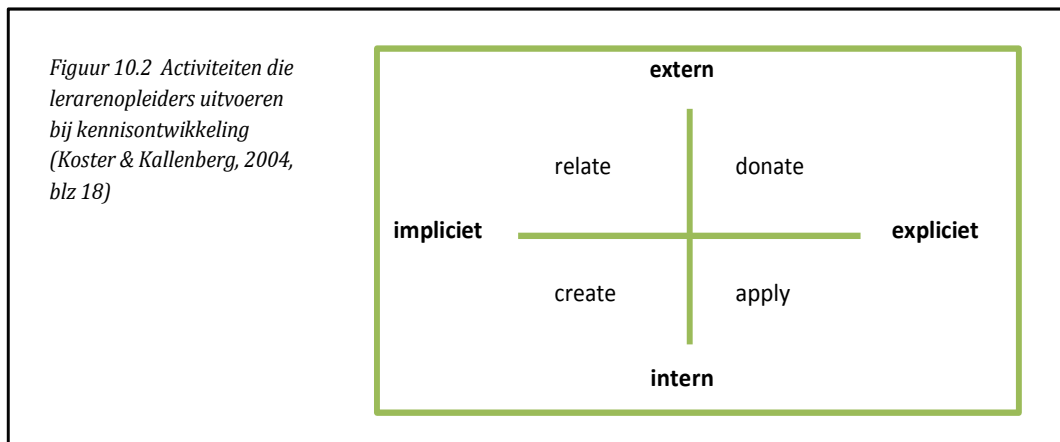 Figuur 10.2 Activiteiten die
lerarenopleiders uitvoeren
bij kennisontwikkeling
(Koster & Kallenberg, 2004,
blz 18)
extern
relate donate
impliciet expliciet
create apply
intern